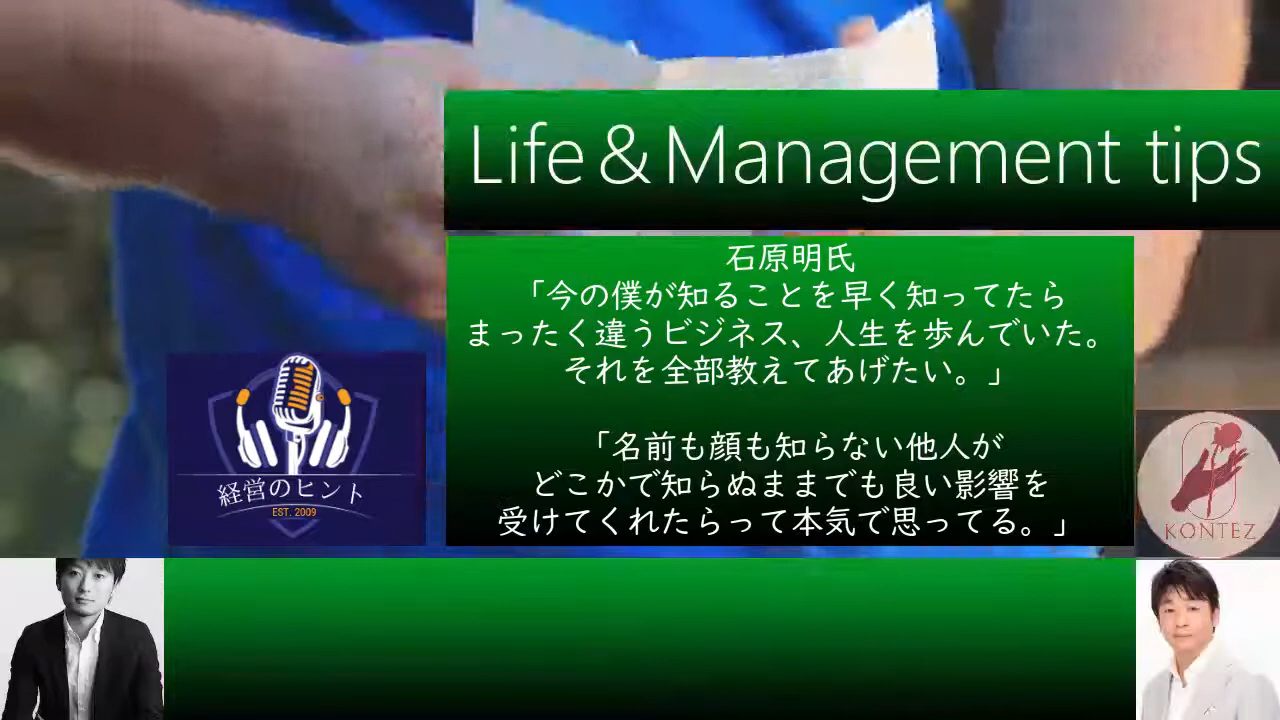 Life&Management tips
石原明氏
「今の僕が知ることを早く知ってたら
まったく違うビジネス、人生を歩んでいた。
それを全部教えてあげたい。」
「名前も顔も知らない他人が
どこかで知らぬままでも良い影響を
受けてくれたらって本気で思ってる。」
経営のヒント
EST. 2009
KONTEZ